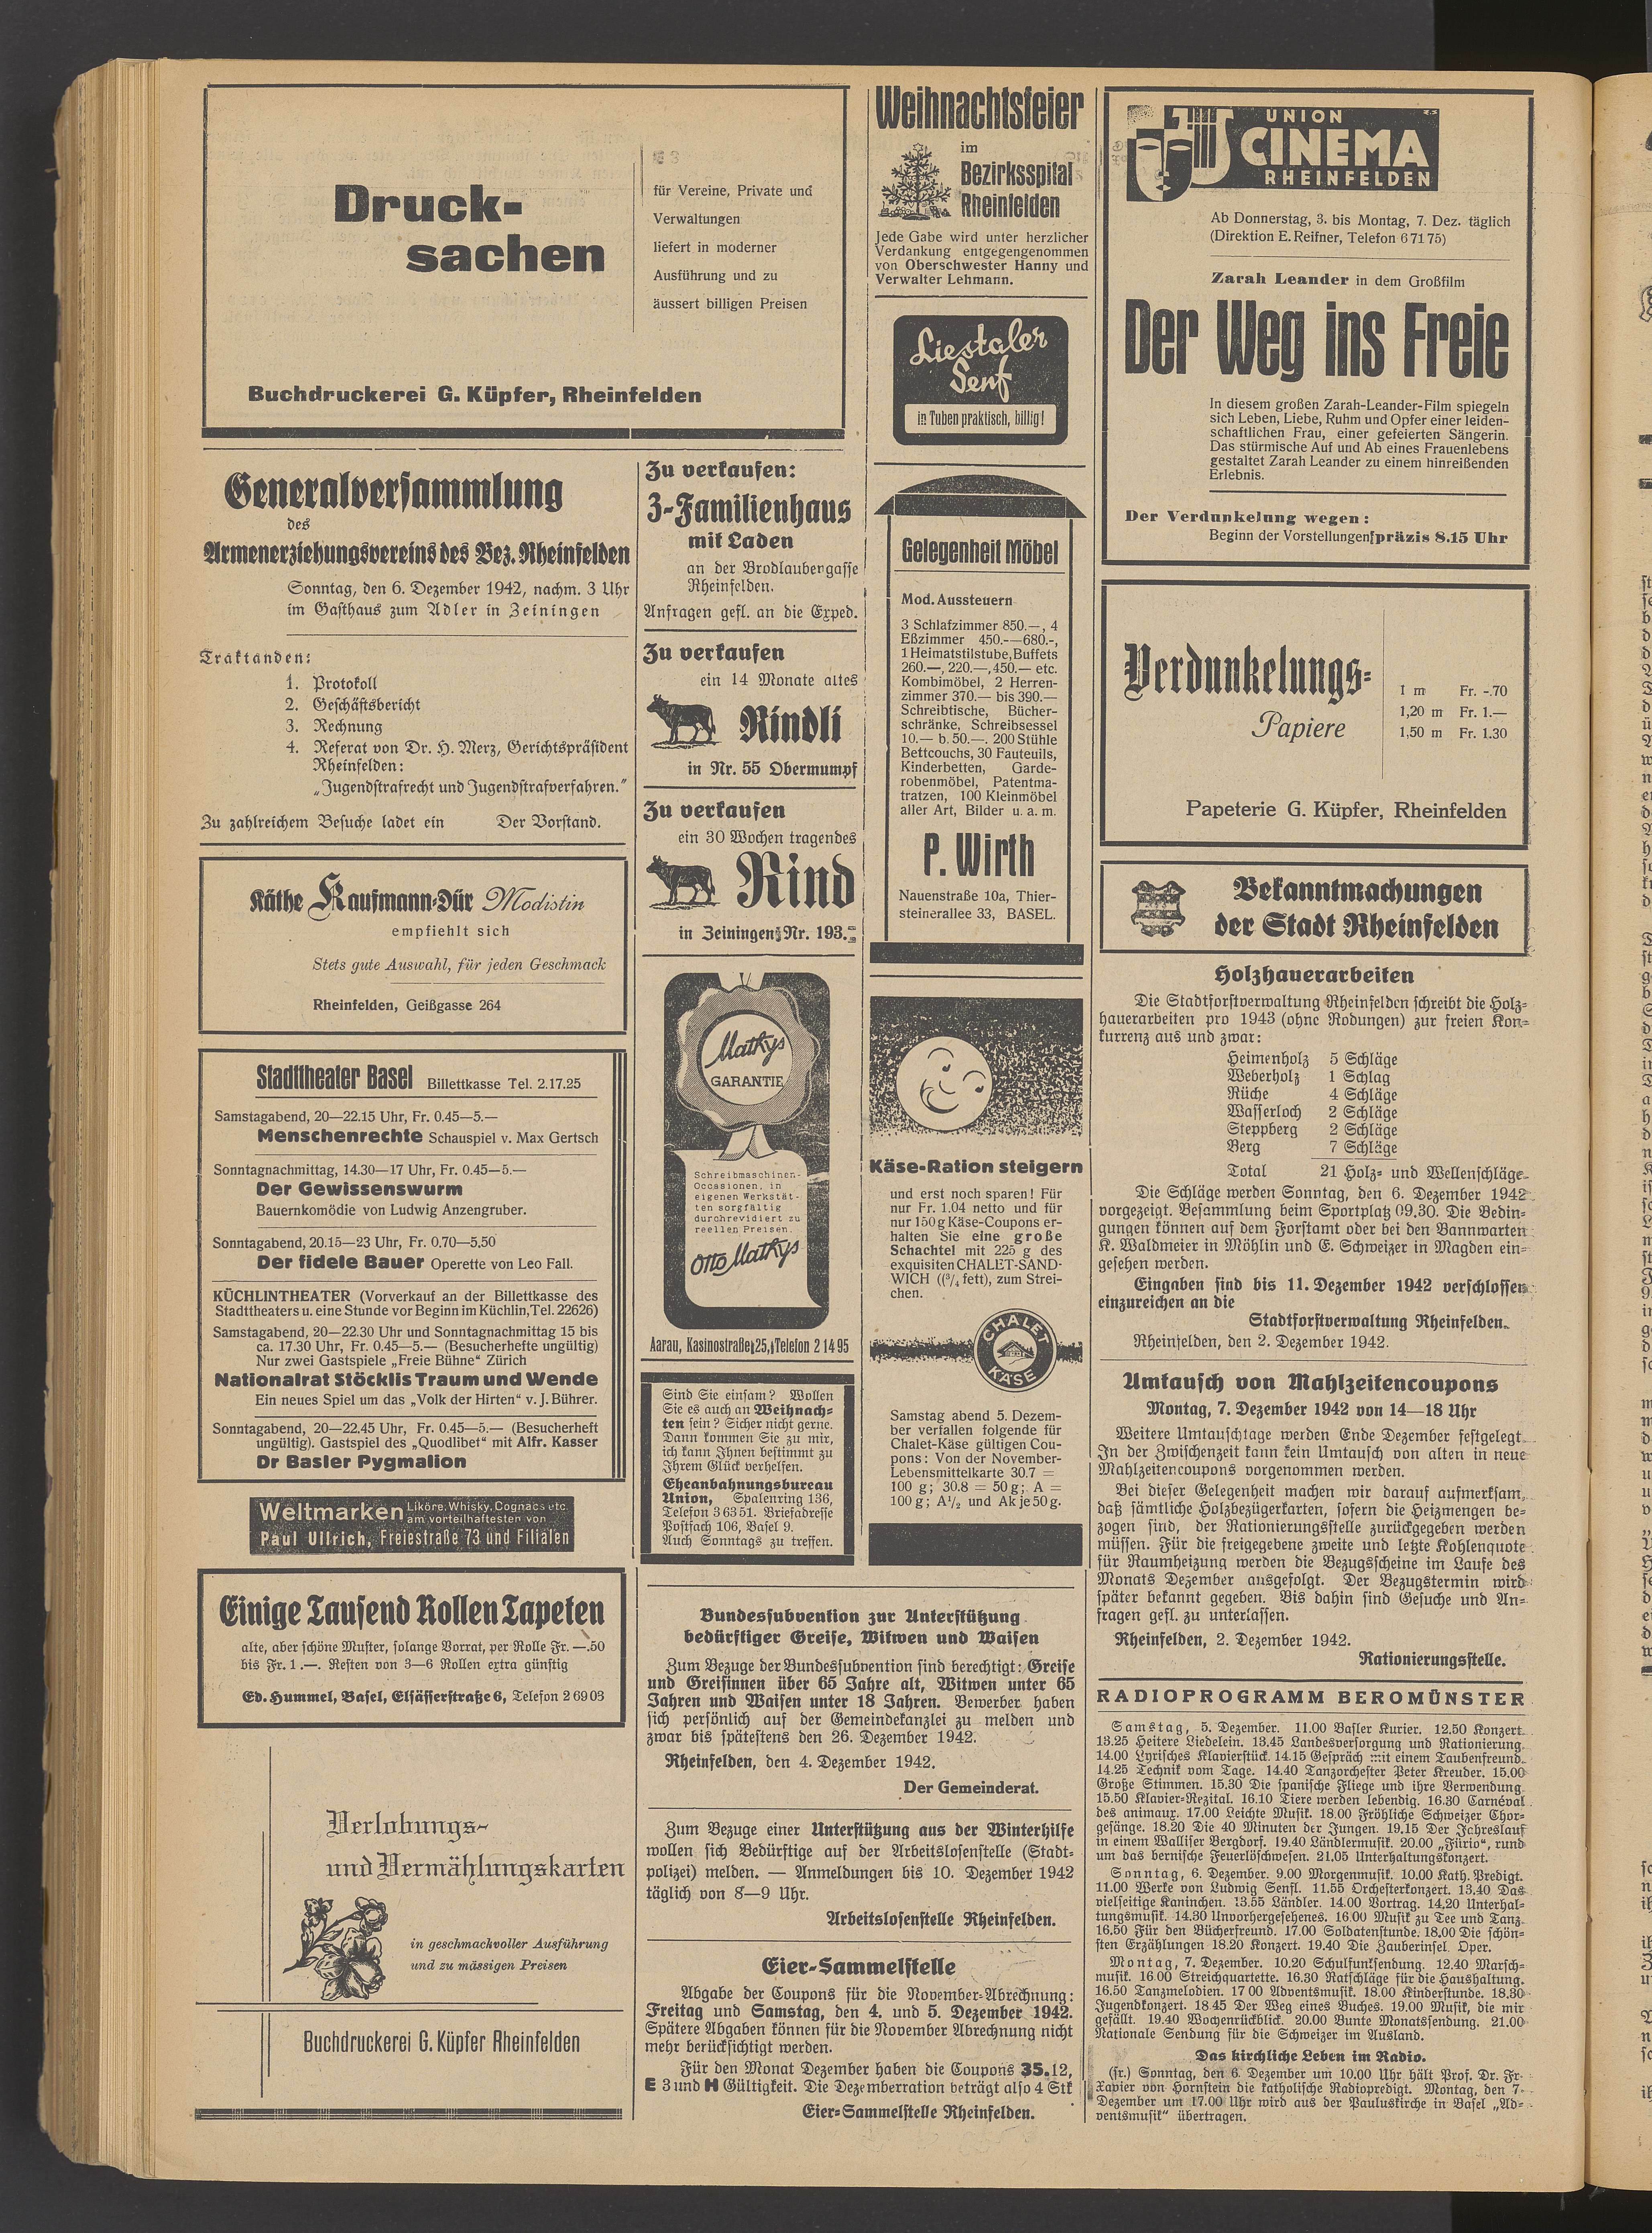 Druck-
sachen
für Vereine, Private und
Verwaltungen
liefert in moderner
Ausführung und zu
äussert billigen Preisen
Buchdruckerei G. Küpfer, Rheinfelden
Generalversammlung
des
Armenerziehungsvereins des Bez. Rheinfelden
Sonntag, den 6. Dezember 1942, nachm. 3 Uhr
im Gasthaus zum Adler in Zeiningen
Traktanden:
1. Protokoll
2. Geschäftsbericht
3. Rechnung
4. Referat von Dr. H. Merz, Gerichtspräsident
Rheinfelden:
„Jugendstrafrecht und Jugendstrafverfahren."
Zu zahlreichem Besuche ladet ein Der Vorstand.
Käthe Kaufmann-Dür Modistin
empfiehlt sich
Stets gute Auswahl, für jeden Geschmack
Rheinfelden, Geißgasse 264
Stadttheater Basel Billettkasse Tel. 2.17.25
Samstagabend, 20—22.15 Uhr, Fr. 0.45—5.—
Menschenrechte Schauspiel v. Max Gertsch
Sonntagnachmittag, 14.30—17 Uhr, Fr. 0.45—5.—
Der Gewissenswurm
Bauernkomödie von Ludwig Anzengruber.
Sonntagabend, 20.15—23 Uhr, Fr. 0.70—5.50
Der fidele Bauer Operette von Leo Fall.
KÜCHLINTHEATER (Vorverkauf an der Billettkasse des
Stadttheaters u. eine Stunde vor Beginn im Küchlin, Tel. 22626)
Samstagabend, 20—22.30 Uhr und Sonntagnachmittag 15 bis
ca. 17.30 Uhr, Fr. 0.45—5.— (Besucherhefte ungültig)
Nur zwei Gastspiele „Freie Bühne" Zürich
Nationalrat Stöcklis Traum und Wende
Ein neues Spiel um das „Volk der Hirten" v. J. Bührer.
Sonntagabend, 20—22.45 Uhr, Fr. 0.45—5.— (Besucherheft
ungültig). Gastspiel des „Quodlibet" mit Alfr. Kasser
Dr Basler Pygmalion
Weltmarken Liköre, Whisky, Cognacs etc.
am vorteilhaftesten von
Paul Ullrich, Freiestraße 73 und Filialen
Einige Tausend Rollen Tapeten
alte, aber schöne Muster, solange Vorrat, per Rolle Fr. —.50
bis Fr. 1.—. Resten von 3—6 Rollen extra günstig
Ed. Hummel, Basel, Elsässerstraße 6, Telefon 2 69 03
Verlobungs-
und Vermählungskarten
in geschmackvoller Ausführung
und zu mässigen Preisen
Buchdruckerei G. Küpfer Rheinfelden
Zu verkaufen:
3-Familienhaus
mit Laden
an der Brodlaubengasse
Rheinfelden.
Anfragen gefl. an die Exped.
Zu verkaufen
ein 14 Monate altes
Rindli
in Nr. 55 Obermumpf
Zu verkaufen
ein 30 Wochen tragendes
Rind
in Zeiningen Nr. 193.
Mathys
GARANTIE
Schreibmaschinen-
Occasionen, in
eigenen Werkstät-
ten sorgfältig
durchrevidiert zu
reellen Preisen.
Otto Mathys
Aarau, Kasinostraße 25, Telefon 2 14 95
Sind Sie einsam? Wollen
Sie es auch an Weihnach-
ten sein? Sicher nicht gerne.
Dann kommen Sie zu mir,
ich kann Ihnen bestimmt zu
Ihrem Glück verhelfen.
Eheanbahnungsbureau
Union, Spalenring 136,
Telefon 3 63 51. Briefadresse
Postfach 106, Basel 9.
Auch Sonntags zu treffen.
Weihnachtsfeier
im
Bezirksspital
Rheinfelden
Jede Gabe wird unter herzlicher
Verdankung entgegengenommen
von Oberschwester Hanny und
Verwalter Lehmann.
Liestaler
Senf
in Tuben praktisch, billig!
Gelegenheit Möbel
Mod. Aussteuern
3 Schlafzimmer 850.—, 4
Eßzimmer 450.-—680.-,
1 Heimatstilstube, Buffets
260.—, 220.—, 450.— etc.
Kombimöbel, 2 Herren-
zimmer 370.— bis 390.—
Schreibtische, Bücher-
schränke, Schreibsessel
10.— b. 50.—. 200 Stühle
Bettcouchs, 30 Fauteuils,
Kinderbetten, Garde-
robenmöbel, Patentma-
tratzen, 100 Kleinmöbel
aller Art, Bilder u. a. m.
P. Wirth
Nauenstraße 10a, Thier-
steinerallee 33, BASEL.
Käse-Ration steigern
und erst noch sparen! Für
nur Fr. 1.04 netto und für
nur 150 g Käse-Coupons er-
halten Sie eine große
Schachtel mit 225 g des
exquisiten CHALET-SAND-
WICH ((³/₄ fett), zum Strei-
chen.
CHALET
KÄSE
Samstag abend 5. Dezem-
ber verfallen folgende für
Chalet-Käse gültigen Cou-
pons: Von der November-
Lebensmittelkarte 30.7 =
100 g; 30.8 = 50 g; A =
100 g; A¹/₂ und Ak je 50 g.
Bundessubvention zur Unterstützung
bedürftiger Greise, Witwen und Waisen
Zum Bezuge der Bundessubvention sind berechtigt: Greise
und Greisinnen über 65 Jahre alt, Witwen unter 65
Jahren und Waisen unter 18 Jahren. Bewerber haben
sich persönlich auf der Gemeindekanzlei zu melden und
zwar bis spätestens den 26. Dezember 1942.
Rheinfelden, den 4. Dezember 1942.
Der Gemeinderat.
Zum Bezuge einer Unterstützung aus der Winterhilfe
wollen sich Bedürftige auf der Arbeitslosenstelle (Stadt-
polizei) melden. — Anmeldungen bis 10. Dezember 1942
täglich von 8—9 Uhr.
Arbeitslosenstelle Rheinfelden.
Eier-Sammelstelle
Abgabe der Coupons für die November-Abrechnung:
Freitag und Samstag, den 4. und 5. Dezember 1942.
Spätere Abgaben können für die November Abrechnung nicht
mehr berücksichtigt werden.
Für den Monat Dezember haben die Coupons 35.12,
E 3 und H Gültigkeit. Die Dezemberration beträgt also 4 Stk
Eier-Sammelstelle Rheinfelden.
UNION
CINEMA
RHEINFELDEN
Ab Donnerstag, 3. bis Montag, 7. Dez. täglich
(Direktion E. Reifner, Telefon 6 71 75)
Zarah Leander in dem Großfilm
Der Weg ins Freie
In diesem großen Zarah-Leander-Film spiegeln
sich Leben, Liebe, Ruhm und Opfer einer leiden-
schaftlichen Frau, einer gefeierten Sängerin.
Das stürmische Auf und Ab eines Frauenlebens
gestaltet Zarah Leander zu einem hinreißenden
Erlebnis.
Der Verdunkelung wegen:
Beginn der Vorstellungen präzis 8.15 Uhr
Verdunkelungs-
Papiere
1 m Fr. -.70
1,20 m Fr. 1.—
1,50 m Fr. 1.30
Papeterie G. Küpfer, Rheinfelden
Bekanntmachungen
der Stadt Rheinfelden
Holzhauerarbeiten
Die Stadtforstverwaltung Rheinfelden schreibt die Holz-
hauerarbeiten pro 1943 (ohne Rodungen) zur freien Kon-
kurrenz aus und zwar:
Heimenholz 5 Schläge
Weberholz 1 Schlag
Rüche 4 Schläge
Wasserloch 2 Schläge
Steppberg 2 Schläge
Berg 7 Schläge
Total 21 Holz- und Wellenschläge.
Die Schläge werden Sonntag, den 6. Dezember 1942
vorgezeigt. Besammlung beim Sportplatz 09.30. Die Bedin-
gungen können auf dem Forstamt oder bei den Bannwarten
K. Waldmeier in Möhlin und E. Schweizer in Magden ein-
gesehen werden.
Eingaben sind bis 11. Dezember 1942 verschlossen
einzureichen an die
Stadtforstverwaltung Rheinfelden.
Rheinfelden, den 2. Dezember 1942.
Umtausch von Mahlzeitencoupons
Montag, 7. Dezember 1942 von 14—18 Uhr
Weitere Umtauschtage werden Ende Dezember festgelegt.
In der Zwischenzeit kann kein Umtausch von alten in neue
Mahlzeitencoupons vorgenommen werden.
Bei dieser Gelegenheit machen wir darauf aufmerksam,
daß sämtliche Holzbezügerkarten, sofern die Heizmengen be-
zogen sind, der Rationierungsstelle zurückgegeben werden
müssen. Für die freigegebene zweite und letzte Kohlenquote
für Raumheizung werden die Bezugsscheine im Laufe des
Monats Dezember ausgefolgt. Der Bezugstermin wird
später bekannt gegeben. Bis dahin sind Gesuche und An-
fragen gefl. zu unterlassen.
Rheinfelden, 2. Dezember 1942.
Rationierungsstelle.
RADIOPROGRAMM BEROMÜNSTER
Samstag, 5. Dezember. 11.00 Basler Kurier. 12.50 Konzert.
13.25 Heitere Liedelein. 13.45 Landesversorgung und Rationierung.
14.00 Lyrisches Klavierstück. 14.15 Gespräch mit einem Taubenfreund.
14.25 Technik vom Tage. 14.40 Tanzorchester Peter Kreuder. 15.00
Große Stimmen. 15.30 Die spanische Fliege und ihre Verwendung.
15.50 Klavier-Rezital. 16.10 Tiere werden lebendig. 16.30 Carnéval
des animaux. 17.00 Leichte Musik. 18.00 Fröhliche Schweizer Chor-
gesänge. 18.20 Die 40 Minuten der Jungen. 19.15 Der Jahreslauf
in einem Walliser Bergdorf. 19.40 Ländlermusik. 20.00 „Fürio", rund
um das bernische Feuerlöschwesen. 21.05 Unterhaltungskonzert.
Sonntag, 6. Dezember. 9.00 Morgenmusik. 10.00 Kath. Predigt.
11.00 Werke von Ludwig Senfl. 11.55 Orchesterkonzert. 13.40 Das
vielseitige Kaninchen. 13.55 Ländler. 14.00 Vortrag. 14.20 Unterhal-
tungsmusik. 14.30 Unvorhergesehenes. 16.00 Musik zu Tee und Tanz.
16.50 Für den Bücherfreund. 17.00 Soldatenstunde. 18.00 Die schön-
sten Erzählungen 18.20 Konzert. 19.40 Die Zauberinsel. Oper.
Montag, 7. Dezember. 10.20 Schulfunksendung. 12.40 Marsch-
musik. 16.00 Streichquartette. 16.30 Ratschläge für die Haushaltung.
16.50 Tanzmelodien. 17 00 Adventsmusik. 18.00 Kinderstunde. 18.30
Jugendkonzert. 18 45 Der Weg eines Buches. 19.00 Musik, die mir
gefällt. 19.40 Wochenrückblick. 20.00 Bunte Monatssendung. 21.00
Nationale Sendung für die Schweizer im Ausland.
Das kirchliche Leben im Radio.
(fr.) Sonntag, den 6. Dezember um 10.00 Uhr hält Prof. Dr. Fr.
Xapier von Hornstein die katholische Radiopredigt. Montag, den 7.
Dezember um 17.00 Uhr wird aus der Pauluskirche in Basel „Ad-
ventsmusik" übertragen.